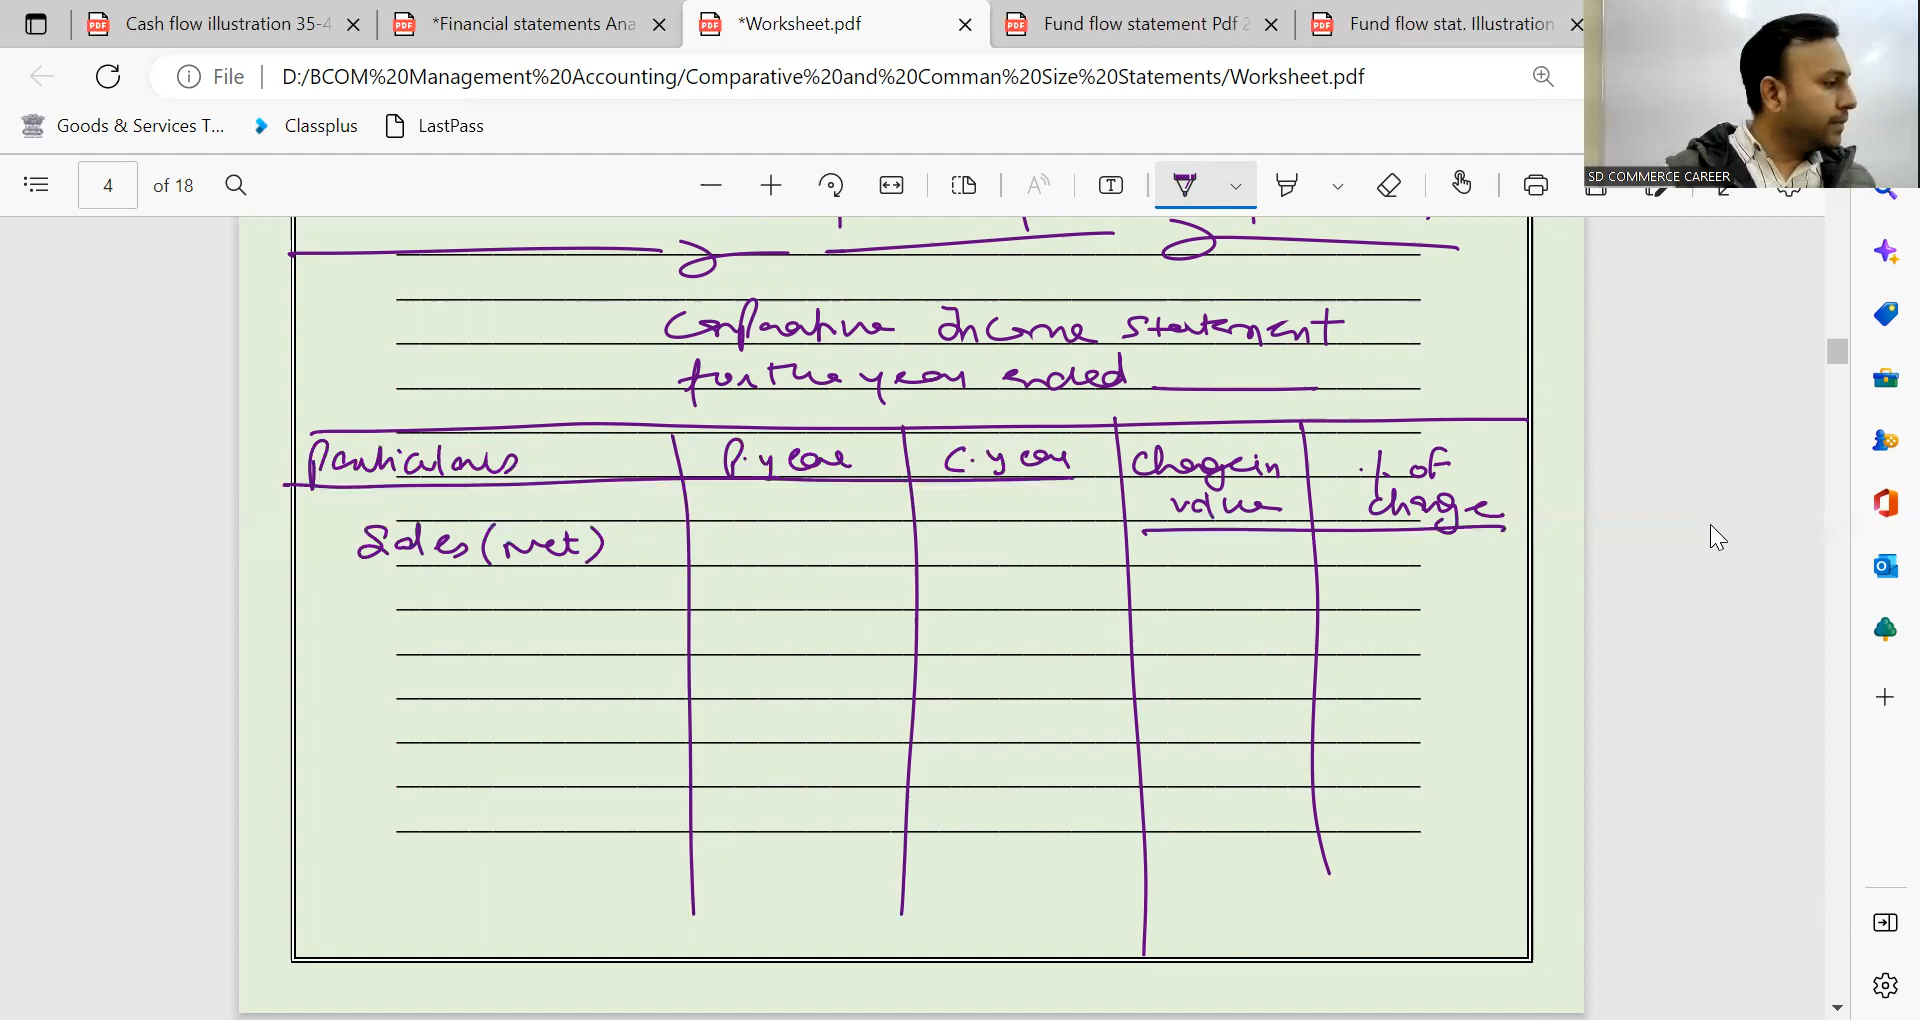 Cash flow illustration 35-4
*Financial statements Ana
*Worksheet.pdf
Fund flow statement Pdf 2
Fund flow stat. Illustration
File
D:/BCOM%20Management%20Accounting/Comparative%20and%20Comman%20Size%20Statements/Worksheet.pdf
Goods & Services T...
Classplus
LastPass
4 of 18
SD COMMERCE CAREER
Comparative Income Statement
for the year ended
Particulars P. year C. year Change in value % of change
Sales (Net)